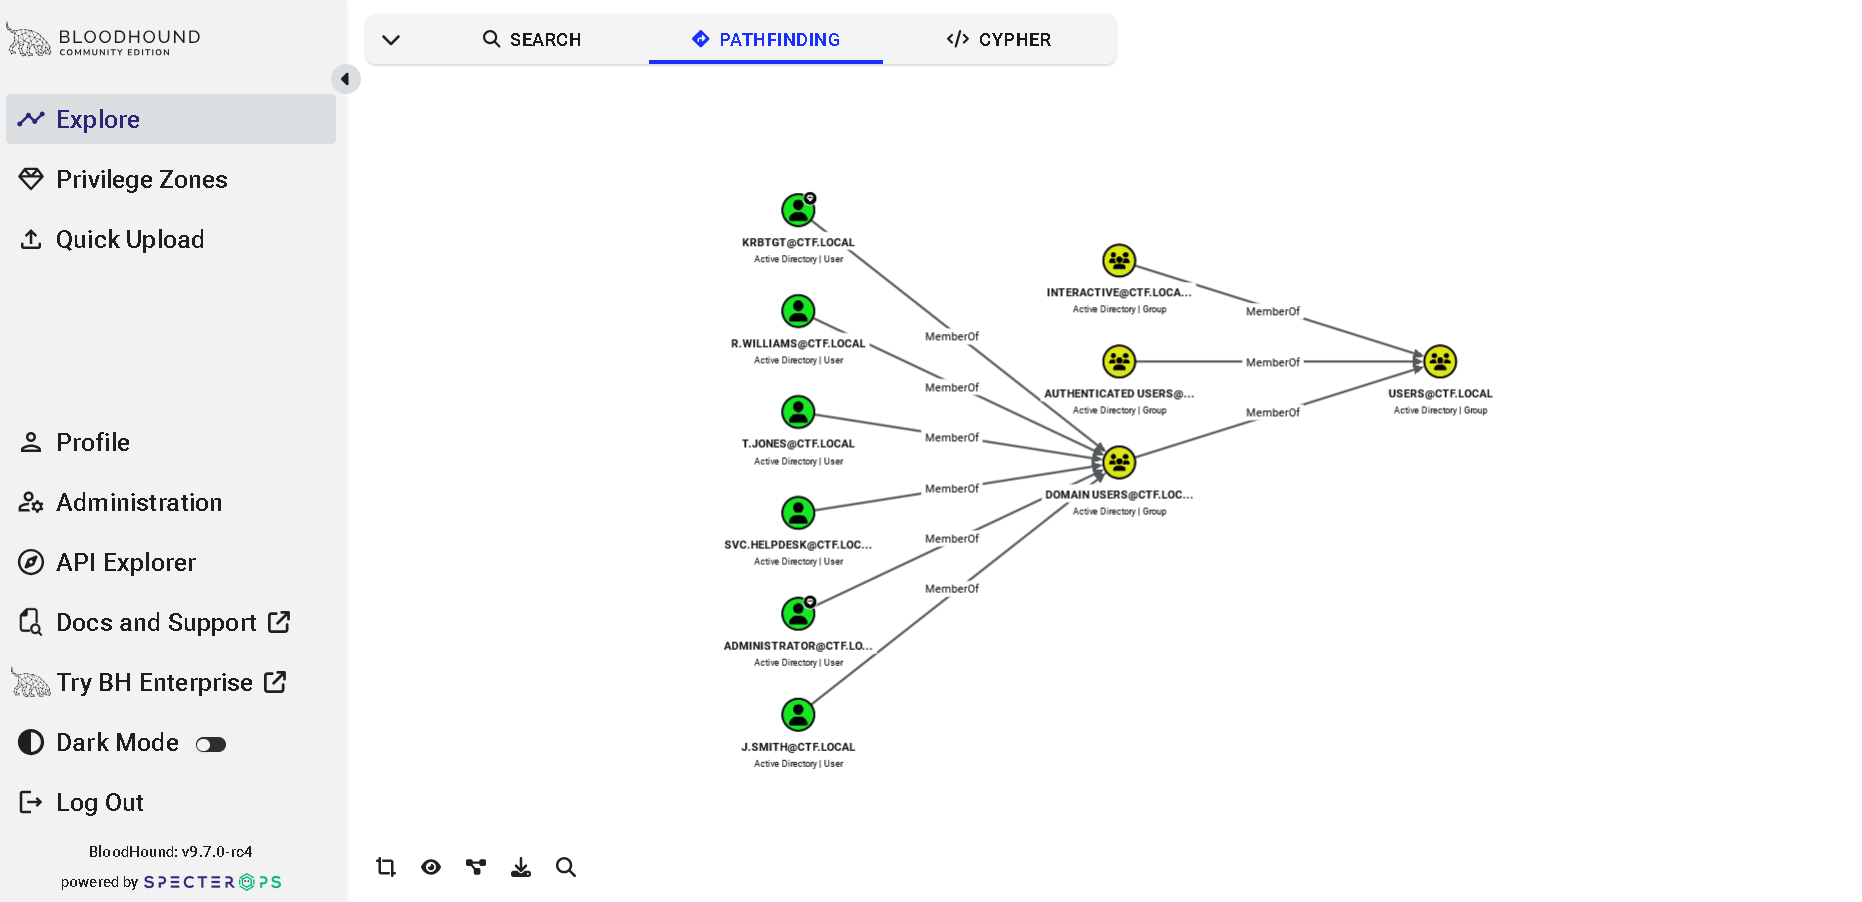 BLOODHOUND
COMMUNITY EDITION
Explore
Privilege Zones
Quick Upload
Profile
Administration
API Explorer
Docs and Support
Try BH Enterprise
Dark Mode
Log Out
BloodHound: v9.7.0-rc4
powered by SPECTEROPS
SEARCH
PATHFINDING
CYPHER
KRBTGT@CTF.LOCAL
Active Directory | User
R.WILLIAMS@CTF.LOCAL
Active Directory | User
T.JONES@CTF.LOCAL
Active Directory | User
SVC.HELPDESK@CTF.LOC...
Active Directory | User
ADMINISTRATOR@CTF.LO...
Active Directory | User
J.SMITH@CTF.LOCAL
Active Directory | User
MemberOf
MemberOf
MemberOf
MemberOf
MemberOf
MemberOf
INTERACTIVE@CTF.LOCA...
Active Directory | Group
AUTHENTICATED USERS@...
Active Directory | Group
DOMAIN USERS@CTF.LOC...
Active Directory | Group
MemberOf
MemberOf
MemberOf
USERS@CTF.LOCAL
Active Directory | Group